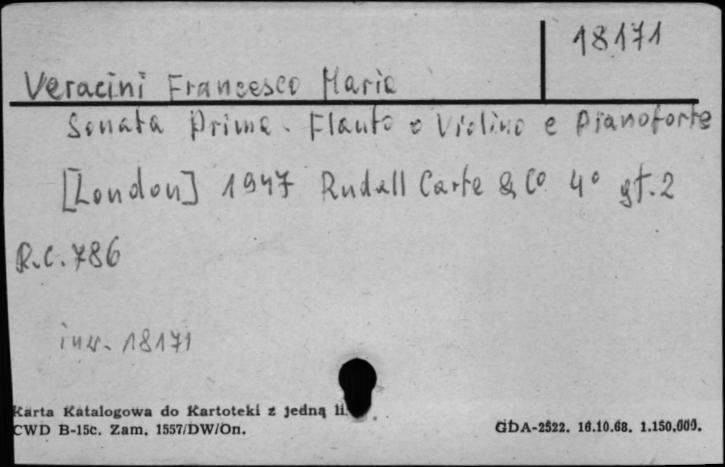 18171
Veracini Francesco Maria
Sonata Prima. Flauto o Violino e Pianoforte
[London] 1947 Rudall Carte & Co 4° gł. 2
R.C. 786
inw. 18171
Karta Katalogowa do Kartoteki z jedną li
CWD B-15c. Zam. 1557/DW/On.
GDA-2522. 16.10.68. 1.150.000.